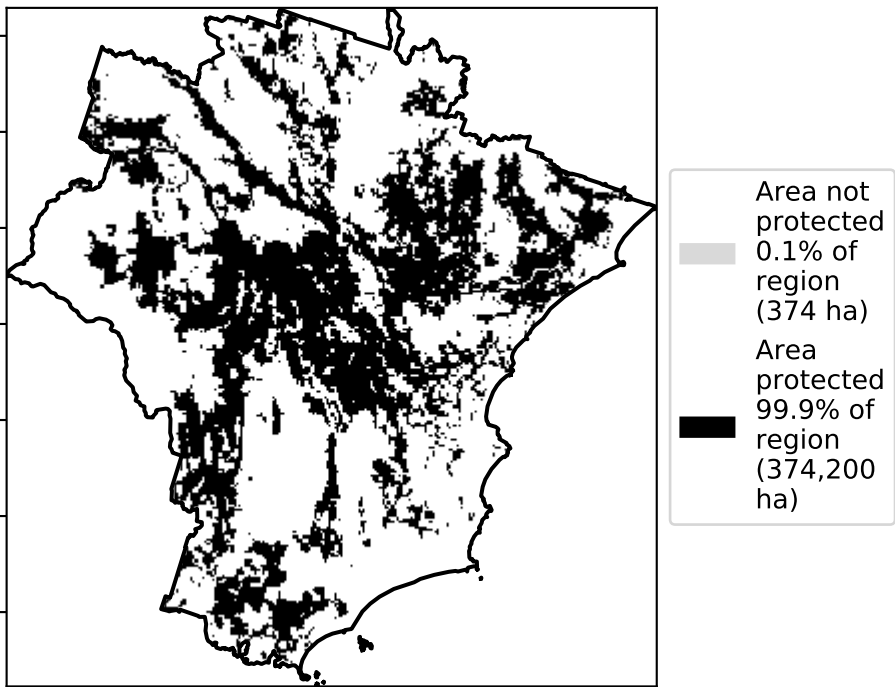 Area not
protected
0.1% of
region
(374 ha)
Area
protected
99.9% of
region
(374,200
ha)